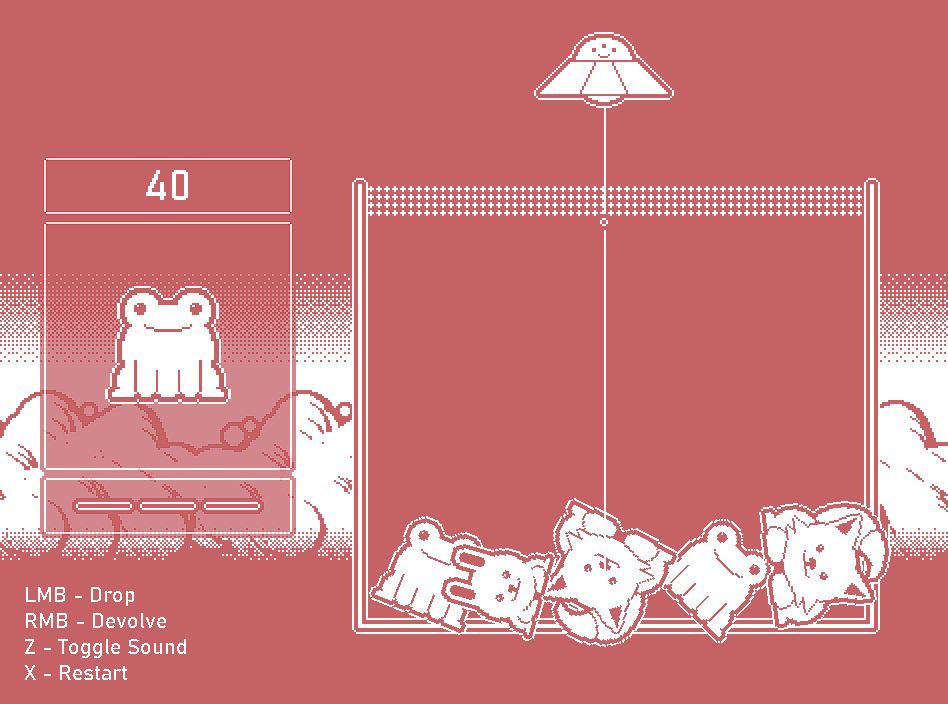 40
LMB - Drop
RMB - Devolve
Z - Toggle Sound
X - Restart